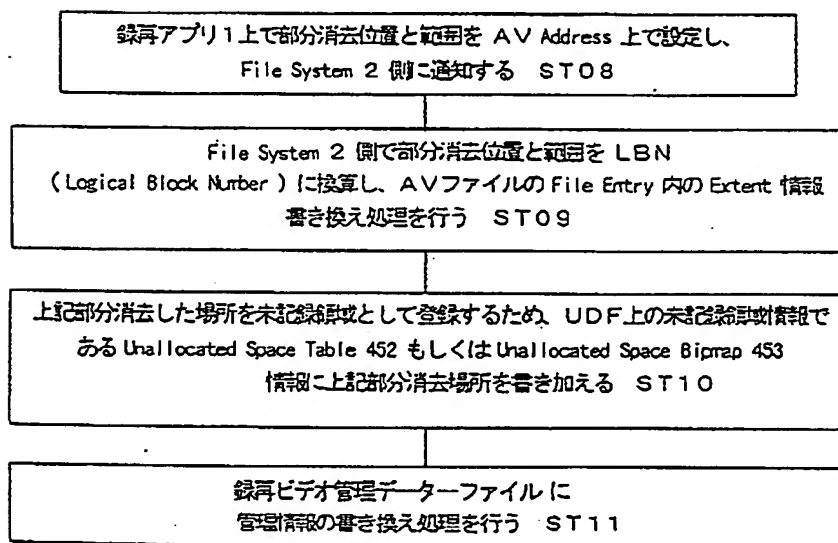 録再アプリ1上で部分消去位置と範囲を AV Address 上で設定し、
File System 2 側に通知する ST08
File System 2 側で部分消去位置と範囲を LBN
( Logical Block Number ) に換算し、AVファイルの File Entry 内の Extent 情報
書き換え処理を行う ST09
上記部分消去した場所を未記録領域として登録するため、UDF上の未記録領域情報で
ある Unallocated Space Table 452 もしくは Unallocated Space Bipmap 453
情報に上記部分消去場所を書き加える ST10
録再ビデオ管理データーファイル に
管理情報の書き換え処理を行う ST11